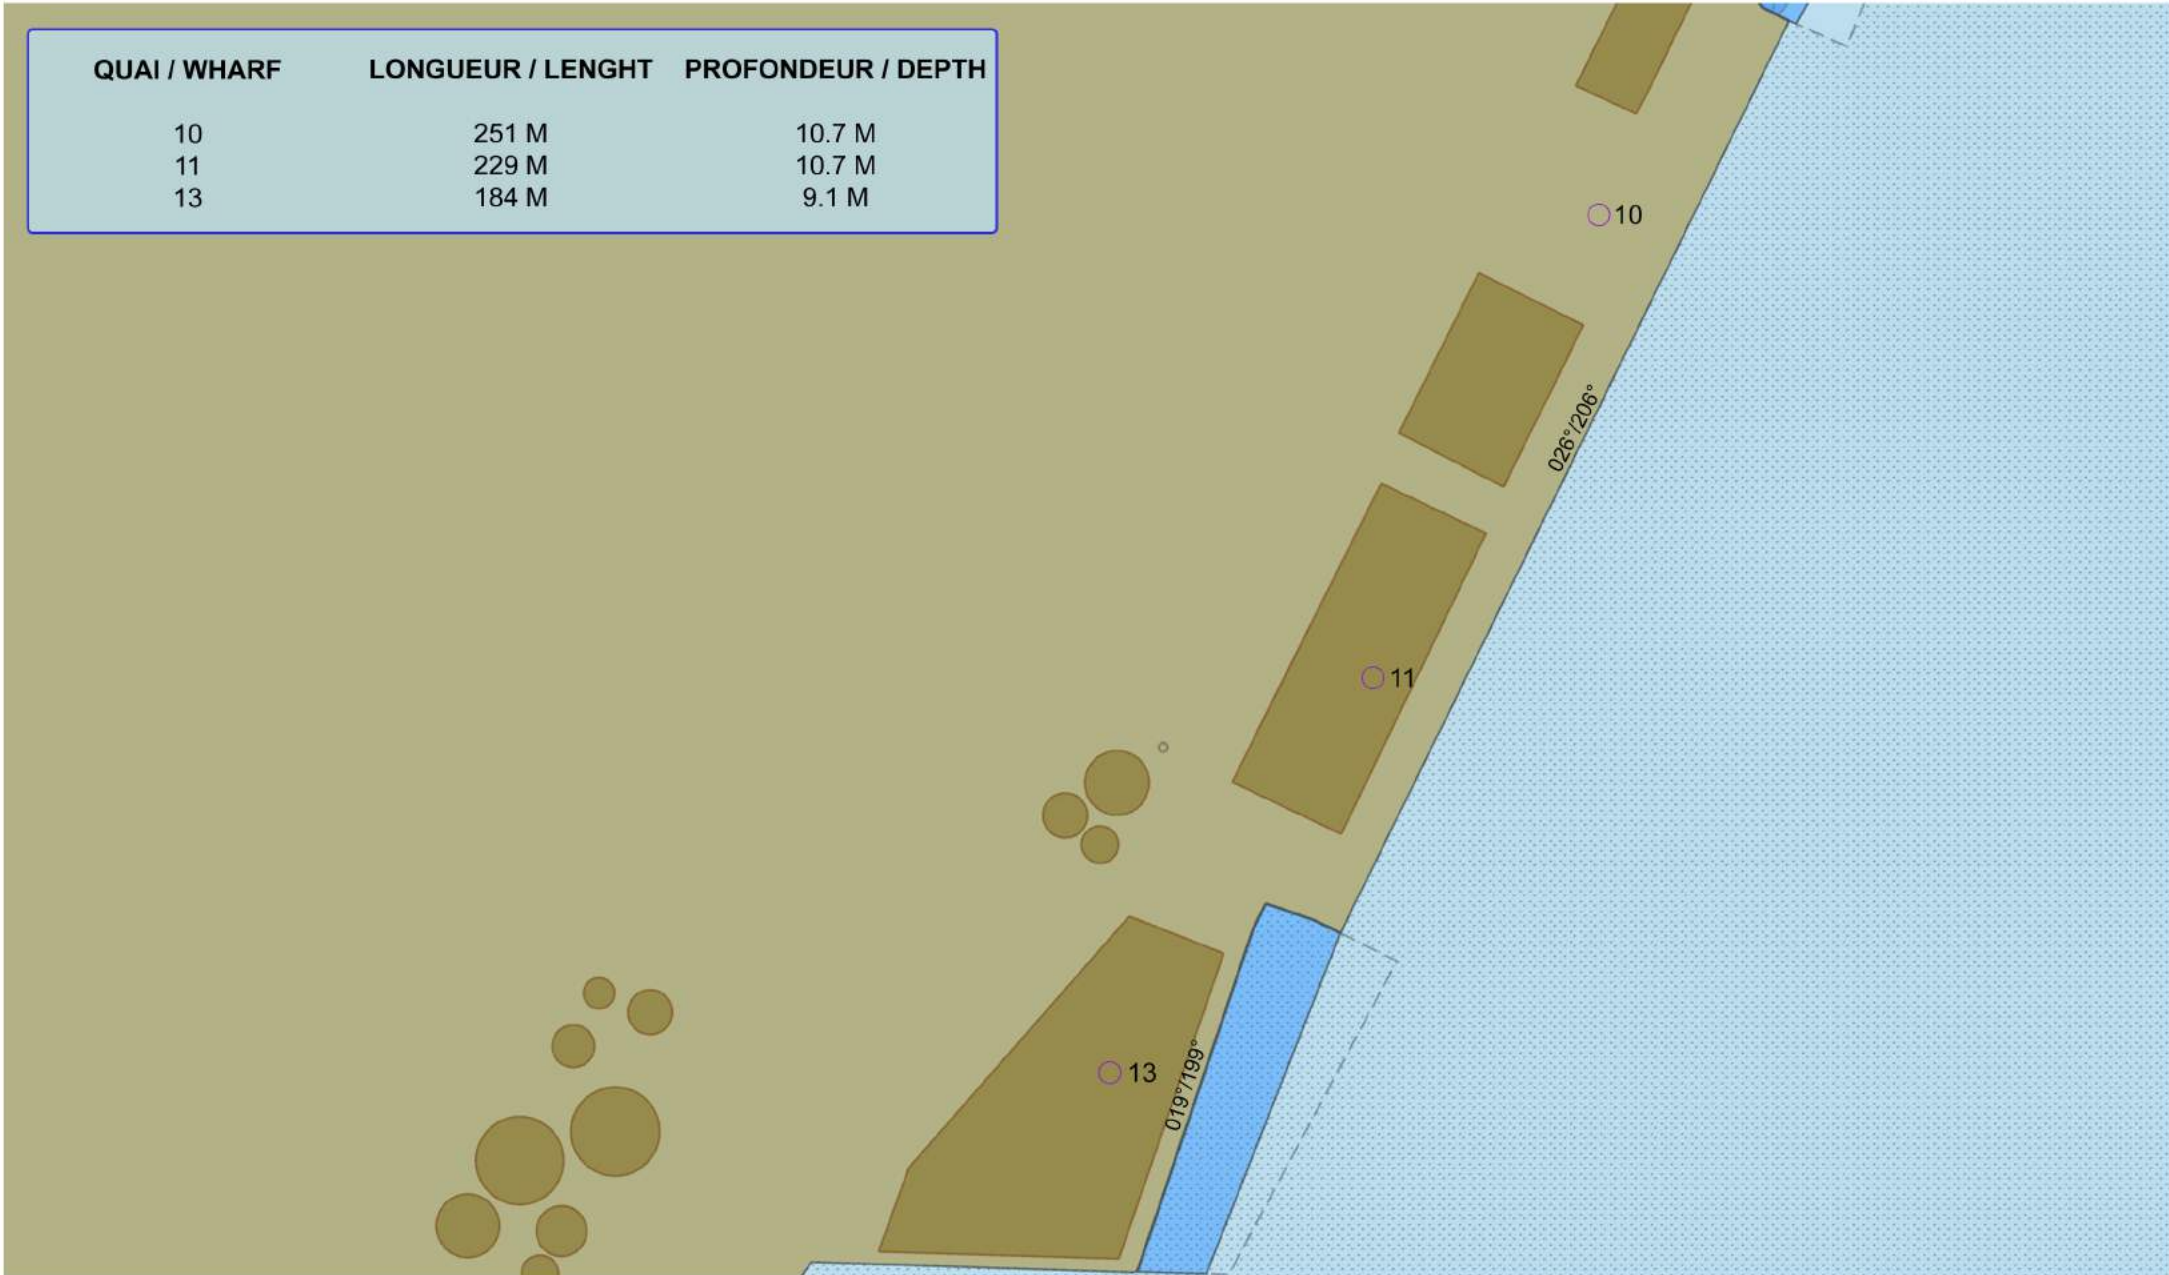 QUAI / WHARF LONGUEUR / LENGHT PROFONDEUR / DEPTH
10 251 M 10.7 M
11 229 M 10.7 M
13 184 M 9.1 M
10
026°/206°
11
13
019°/199°